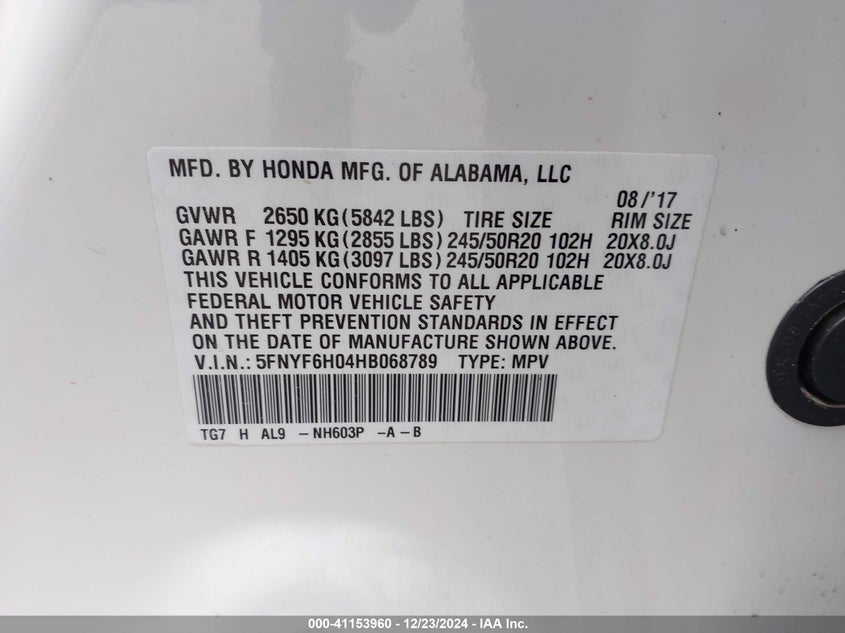 MFD. BY HONDA MFG. OF ALABAMA, LLC
08/'17
GVWR 2650 KG (5842 LBS) TIRE SIZE RIM SIZE
GAWR F 1295 KG (2855 LBS) 245/50R20 102H 20X8.0J
GAWR R 1405 KG (3097 LBS) 245/50R20 102H 20X8.0J
THIS VEHICLE CONFORMS TO ALL APPLICABLE
FEDERAL MOTOR VEHICLE SAFETY
AND THEFT PREVENTION STANDARDS IN EFFECT
ON THE DATE OF MANUFACTURE SHOWN ABOVE.
V.I.N.: 5FNYF6H04HB068789 TYPE: MPV
TG7 H AL9 -NH603P -A-B
000-41153960 - 12/23/2024 - IAA Inc.